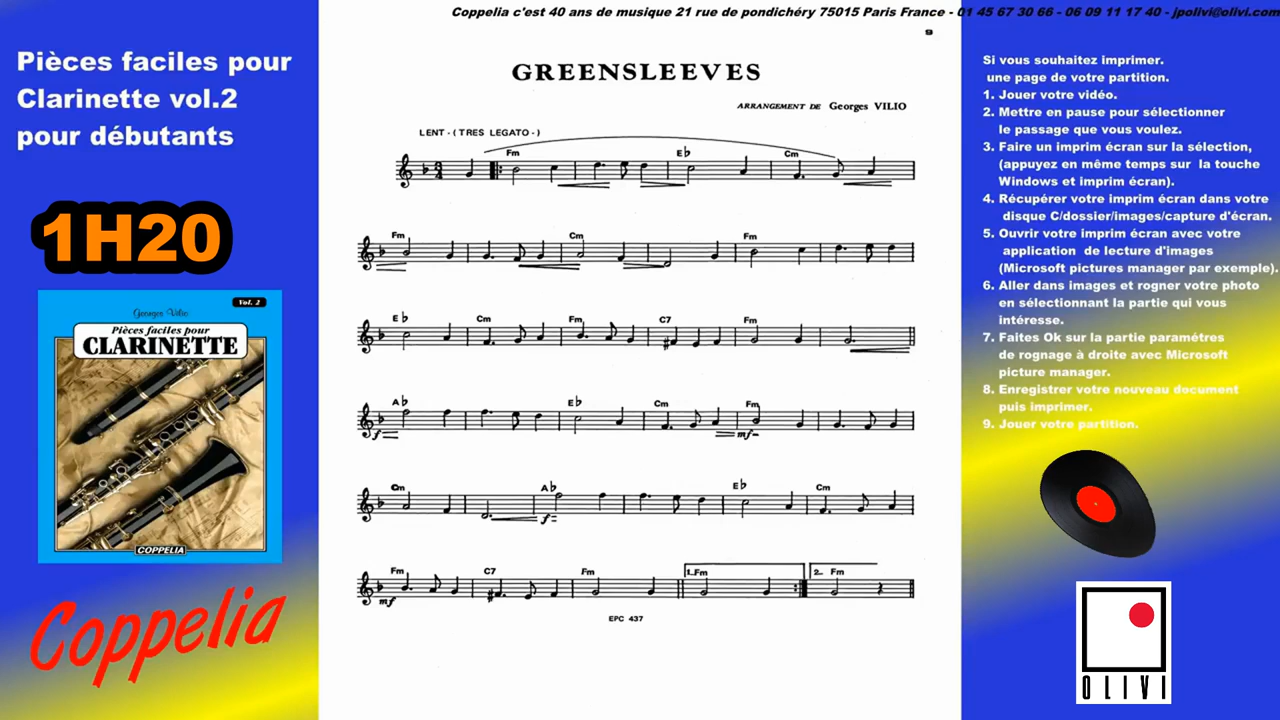 Coppelia c'est 40 ans de musique 21 rue de pondichéry 75015 Paris France - 01 45 67 30 66 - 06 09 11 17 40 - jpolivi@olivi.com
Pièces faciles pour
Clarinette vol.2
pour débutants
1H20
Vol. 2
Georges Vilio
Pièces faciles pour
CLARINETTE
COPPELIA
Coppelia
9
GREENSLEEVES
ARRANGEMENT DE Georges VILIO
LENT - ( TRES LEGATO - )
Fm E♭ Cm
3
4
Fm Cm Fm
E♭ Cm Fm C7 Fm
A♭ E♭ Cm Fm
f mf
Cm A♭ E♭ Cm
f
Fm C7 Fm 1. Fm 2. Fm
mf
EPC 437
Si vous souhaitez imprimer.
une page de votre partition.
1. Jouer votre vidéo.
2. Mettre en pause pour sélectionner
le passage que vous voulez.
3. Faire un imprim écran sur la sélection,
(appuyez en même temps sur la touche
Windows et imprim écran).
4. Récupérer votre imprim écran dans votre
disque C/dossier/images/capture d'écran.
5. Ouvrir votre imprim écran avec votre
application de lecture d'images
(Microsoft pictures manager par exemple).
6. Aller dans images et rogner votre photo
en sélectionnant la partie qui vous
intéresse.
7. Faites Ok sur la partie paramétres
de rognage à droite avec Microsoft
picture manager.
8. Enregistrer votre nouveau document
puis imprimer.
9. Jouer votre partition.
OLIVI